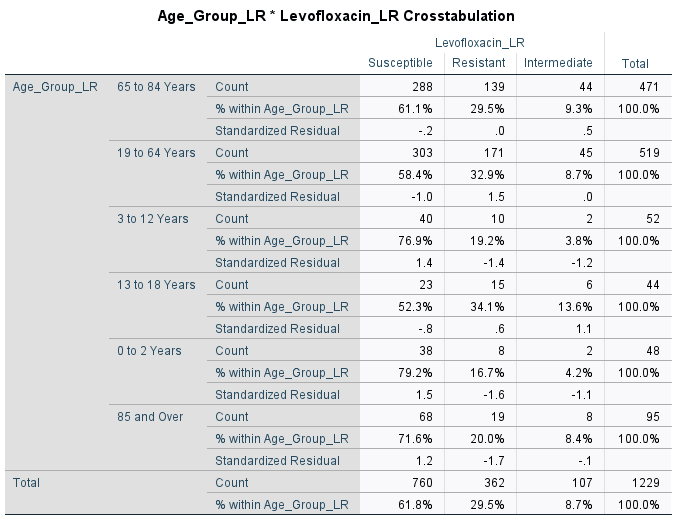 Age_Group_LR * Levofloxacin_LR Crosstabulation
Levofloxacin_LR
Susceptible Resistant Intermediate Total
Age_Group_LR 65 to 84 Years Count 288 139 44 471
% within Age_Group_LR 61.1% 29.5% 9.3% 100.0%
Standardized Residual -.2 .0 .5
19 to 64 Years Count 303 171 45 519
% within Age_Group_LR 58.4% 32.9% 8.7% 100.0%
Standardized Residual -1.0 1.5 .0
3 to 12 Years Count 40 10 2 52
% within Age_Group_LR 76.9% 19.2% 3.8% 100.0%
Standardized Residual 1.4 -1.4 -1.2
13 to 18 Years Count 23 15 6 44
% within Age_Group_LR 52.3% 34.1% 13.6% 100.0%
Standardized Residual -.8 .6 1.1
0 to 2 Years Count 38 8 2 48
% within Age_Group_LR 79.2% 16.7% 4.2% 100.0%
Standardized Residual 1.5 -1.6 -1.1
85 and Over Count 68 19 8 95
% within Age_Group_LR 71.6% 20.0% 8.4% 100.0%
Standardized Residual 1.2 -1.7 -.1
Total Count 760 362 107 1229
% within Age_Group_LR 61.8% 29.5% 8.7% 100.0%